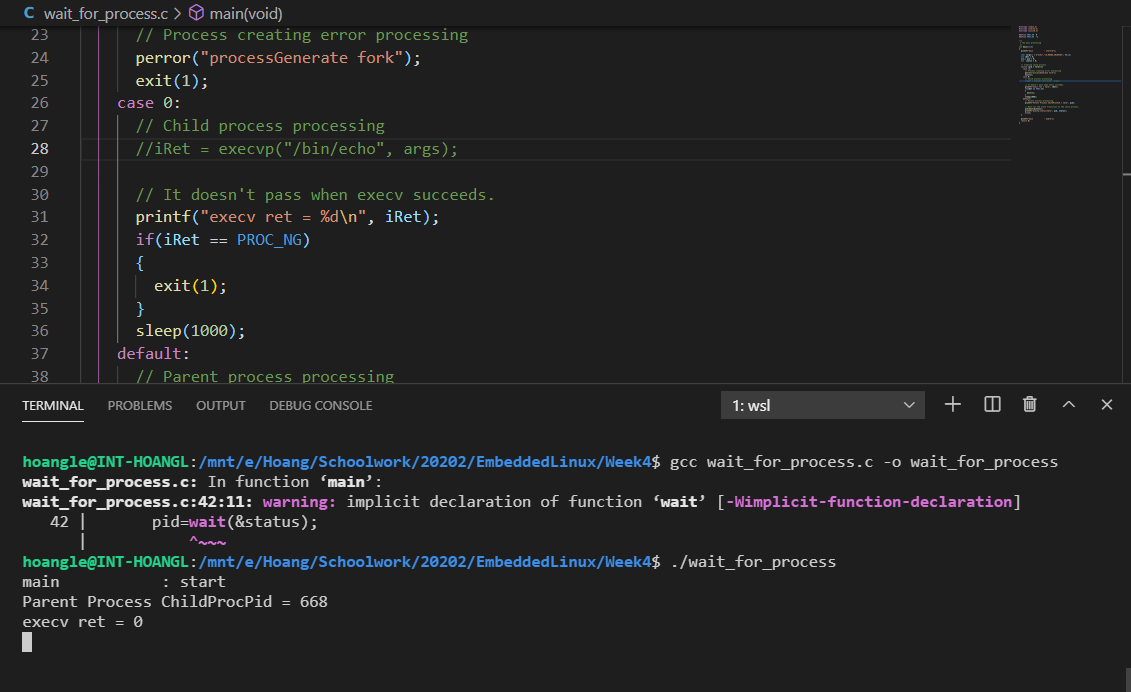 C wait_for_process.c > main(void)
23 // Process creating error processing
24 perror("processGenerate fork");
25 exit(1);
26 case 0:
27 // Child process processing
28 //iRet = execvp("/bin/echo", args);
29
30 // It doesn't pass when execv succeeds.
31 printf("execv ret = %d\n", iRet);
32 if(iRet == PROC_NG)
33 {
34 exit(1);
35 }
36 sleep(1000);
37 default:
38 // Parent process processing
TERMINAL PROBLEMS OUTPUT DEBUG CONSOLE 1: wsl
hoangle@INT-HOANGL:/mnt/e/Hoang/Schoolwork/20202/EmbeddedLinux/Week4$ gcc wait_for_process.c -o wait_for_process
wait_for_process.c: In function ‘main’:
wait_for_process.c:42:11: warning: implicit declaration of function ‘wait’ [-Wimplicit-function-declaration]
42 | pid=wait(&status);
| ^~~~
hoangle@INT-HOANGL:/mnt/e/Hoang/Schoolwork/20202/EmbeddedLinux/Week4$ ./wait_for_process
main : start
Parent Process ChildProcPid = 668
execv ret = 0